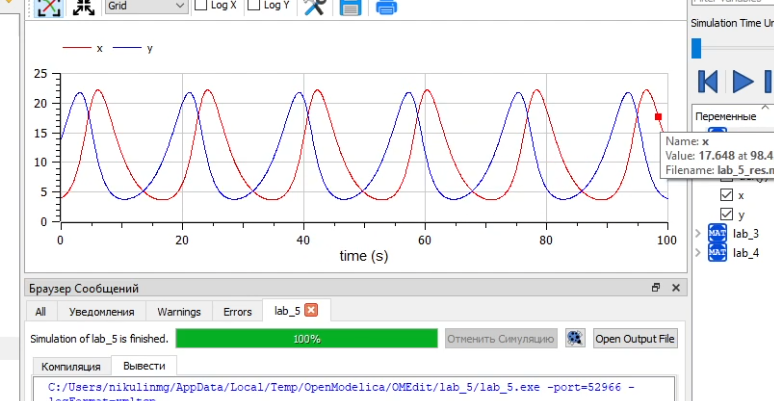 Grid
Log X
Log Y
Simulation Time Un
x
y
25
20
15
10
5
0
0
20
40
60
80
100
time (s)
Переменные
Name: x
Value: 17.648 at 98.4
Filename: lab_5_res.m
x
y
lab_3
lab_4
MAT
MAT
Браузер Сообщений
All
Уведомления
Warnings
Errors
lab_5
Simulation of lab_5 is finished.
100%
Отменить Симуляцию
Open Output File
Компиляция
Вывести
C:/Users/nikulinmg/AppData/Local/Temp/OpenModelica/OMEdit/lab_5/lab_5.exe -port=52966 -